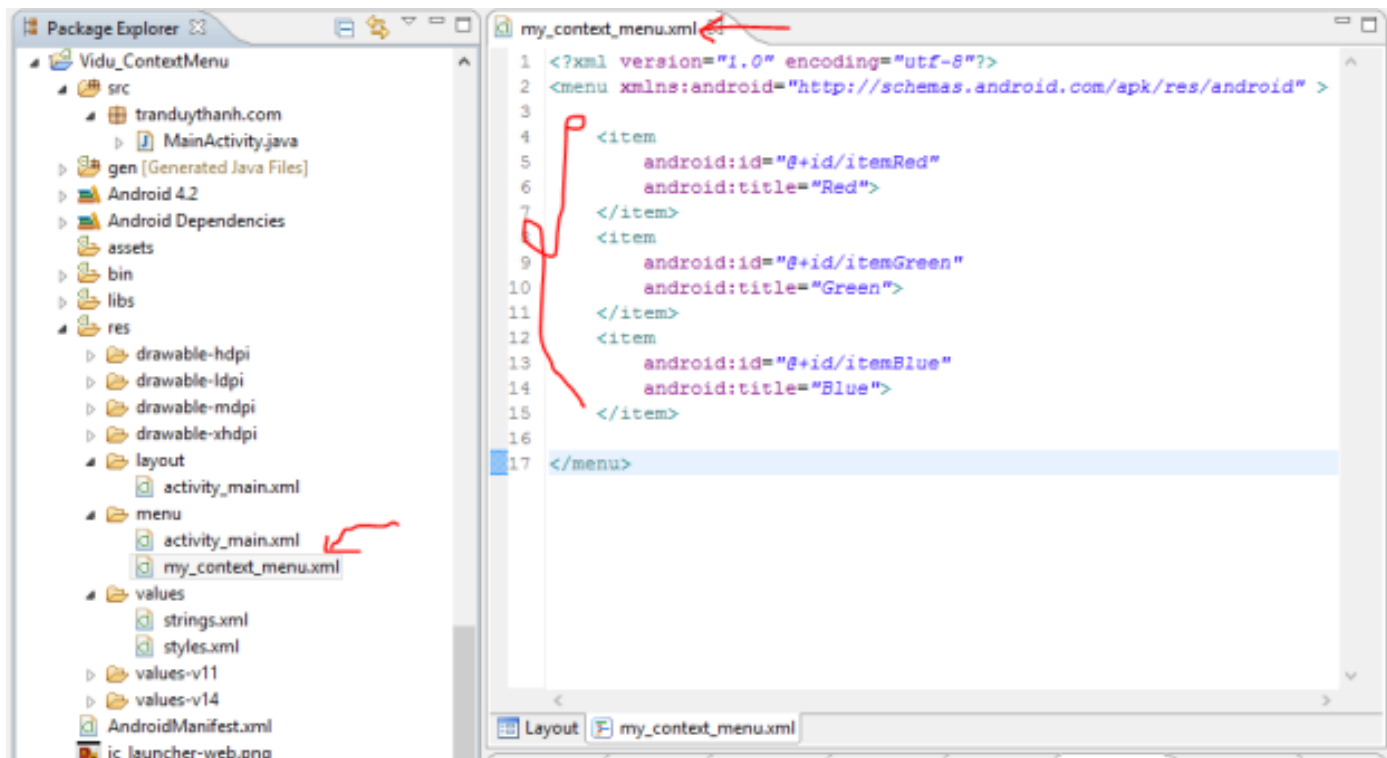 Package Explorer
Vidu_ContextMenu
src
tranduythanh.com
MainActivity.java
gen [Generated Java Files]
Android 4.2
Android Dependencies
assets
bin
libs
res
drawable-hdpi
drawable-ldpi
drawable-mdpi
drawable-xhdpi
layout
activity_main.xml
menu
activity_main.xml
my_context_menu.xml
values
strings.xml
styles.xml
values-v11
values-v14
AndroidManifest.xml
ic_launcher-web.png
my_context_menu.xml
1 <?xml version="1.0" encoding="utf-8"?>
2 <menu xmlns:android="http://schemas.android.com/apk/res/android" >
3
4 <item
5 android:id="@+id/itemRed"
6 android:title="Red">
7 </item>
8 <item
9 android:id="@+id/itemGreen"
10 android:title="Green">
11 </item>
12 <item
13 android:id="@+id/itemBlue"
14 android:title="Blue">
15 </item>
16
17 </menu>
Layout my_context_menu.xml